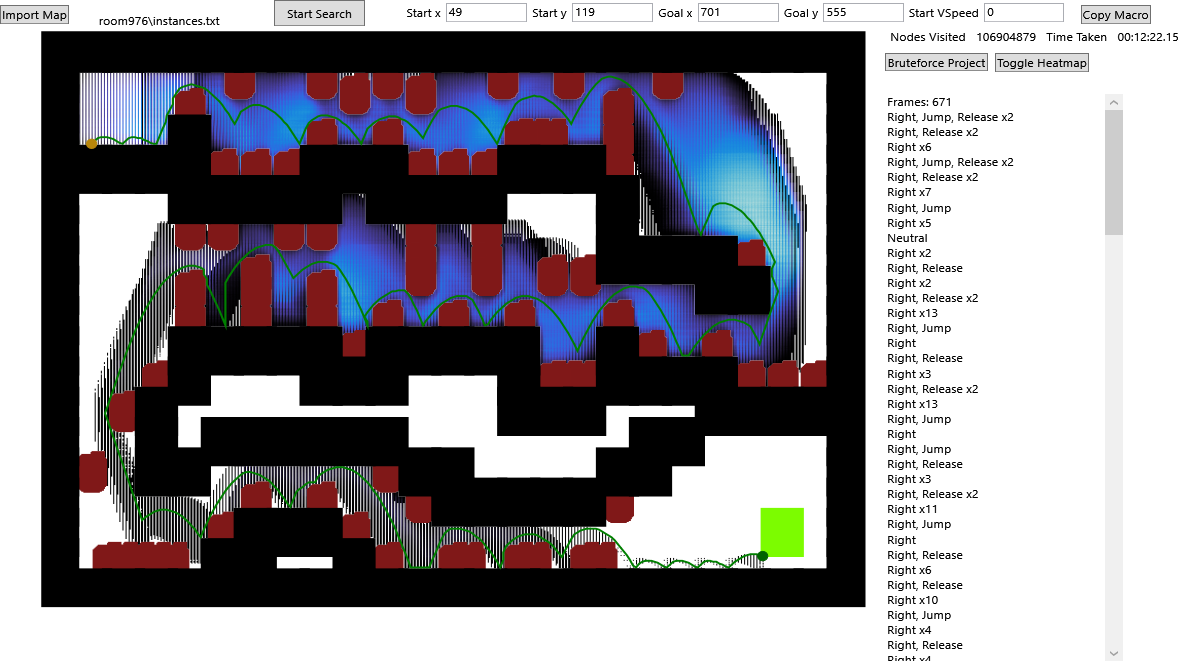 Import Map
room976\instances.txt
Start Search
Start x 49 Start y 119 Goal x 701 Goal y 555 Start VSpeed 0
Copy Macro
Nodes Visited 106904879 Time Taken 00:12:22.15
Bruteforce Project Toggle Heatmap
Frames: 671
Right, Jump, Release x2
Right, Release x2
Right x6
Right, Jump, Release x2
Right, Release x2
Right x7
Right, Jump
Right x5
Neutral
Right x2
Right, Release
Right x2
Right, Release x2
Right x13
Right, Jump
Right
Right, Release
Right x3
Right, Release x2
Right x13
Right, Jump
Right
Right, Jump
Right, Release
Right x3
Right, Release x2
Right x11
Right, Jump
Right
Right, Release
Right x6
Right, Release
Right x10
Right, Jump
Right x4
Right, Release
Right x4